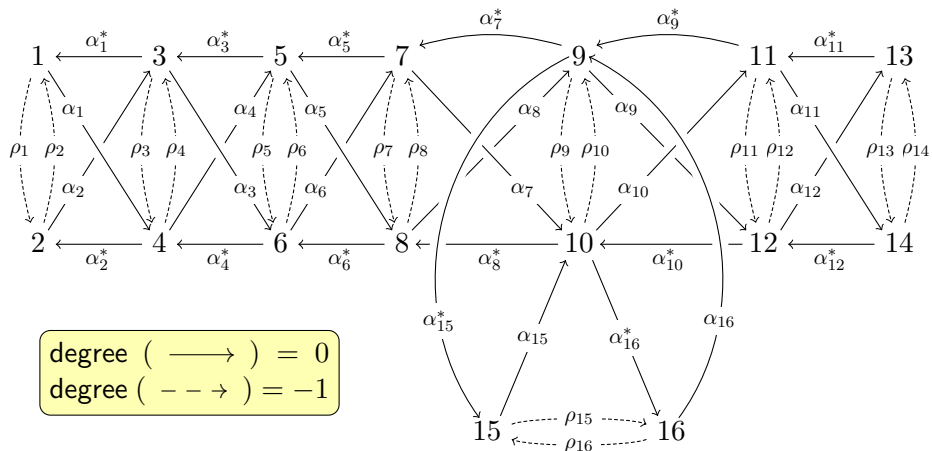 α₇* α₉*
1 α₁* 3 α₃* 5 α₅* 7 9 11 α₁₁* 13
α₁ α₄ α₅ α₈ α₉ α₁₁
ρ₁ ρ₂ ρ₃ ρ₄ ρ₅ ρ₆ ρ₇ ρ₈ ρ₉ ρ₁₀ ρ₁₁ ρ₁₂ ρ₁₃ ρ₁₄
α₂ α₃ α₆ α₇ α₁₀ α₁₂
2 4 6 8 10 12 14
α₂* α₄* α₆* α₈* α₁₀* α₁₂*
α₁₅* α₁₅ α₁₆* α₁₆
degree ( ⟶ ) = 0
degree ( - - → ) = −1
15 ρ₁₅ 16
ρ₁₆